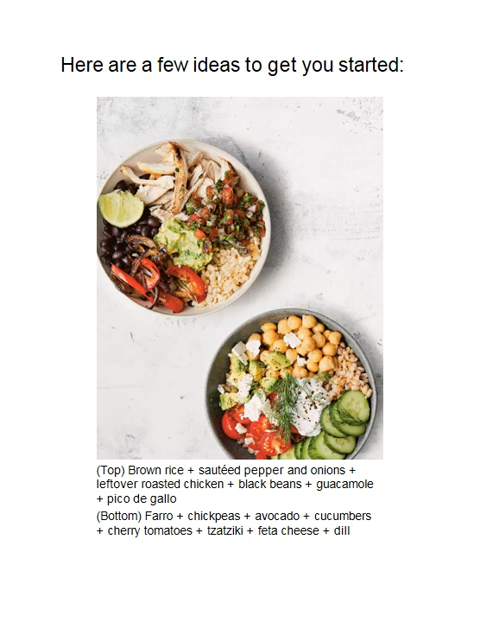 Here are a few ideas to get you started:
(Top) Brown rice + sautéed pepper and onions +
leftover roasted chicken + black beans + guacamole
+ pico de gallo
(Bottom) Farro + chickpeas + avocado + cucumbers
+ cherry tomatoes + tzatziki + feta cheese + dill